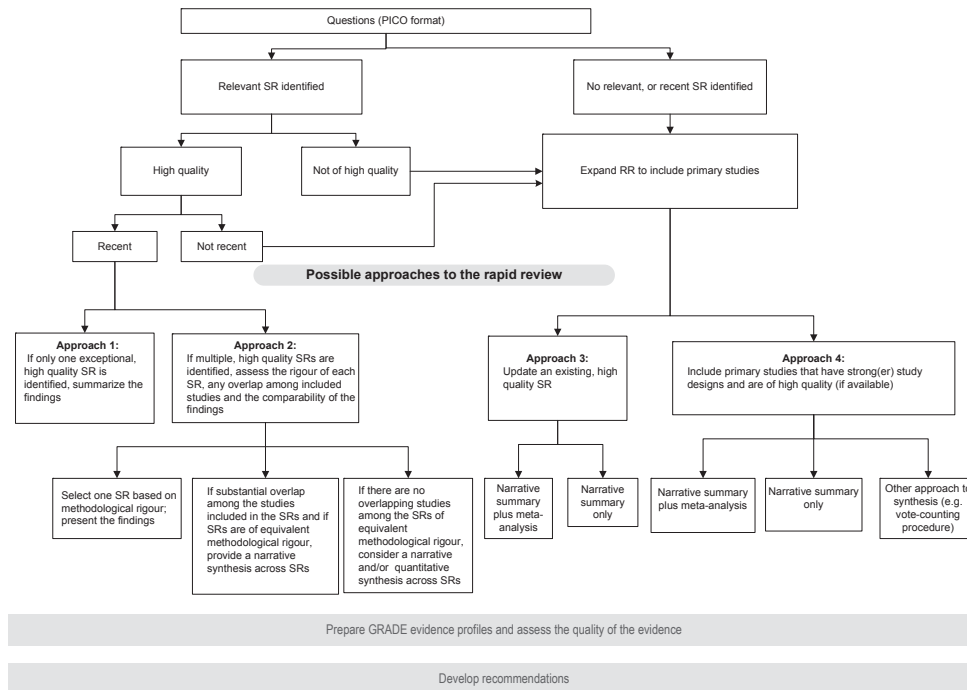 Questions (PICO format)
Relevant SR identified
No relevant, or recent SR identified
High quality
Not of high quality
Expand RR to include primary studies
Recent
Not recent
Possible approaches to the rapid review
Approach 1:
If only one exceptional,
high quality SR is
identified, summarize the
findings
Approach 2:
If multiple, high quality SRs are
identified, assess the rigour of each
SR, any overlap among included
studies and the comparability of the
findings
Approach 3:
Update an existing, high
quality SR
Approach 4:
Include primary studies that have strong(er) study
designs and are of high quality (if available)
Select one SR based on
methodological rigour;
present the findings
If substantial overlap
among the studies
included in the SRs and if
SRs are of equivalent
methodological rigour,
provide a narrative
synthesis across SRs
If there are no
overlapping studies
among the SRs of
equivalent
methodological rigour,
consider a narrative
and/or quantitative
synthesis across SRs
Narrative
summary
plus meta-
analysis
Narrative
summary
only
Narrative summary
plus meta-analysis
Narrative summary
only
Other approach to
synthesis (e.g.
vote-counting
procedure)
Prepare GRADE evidence profiles and assess the quality of the evidence
Develop recommendations